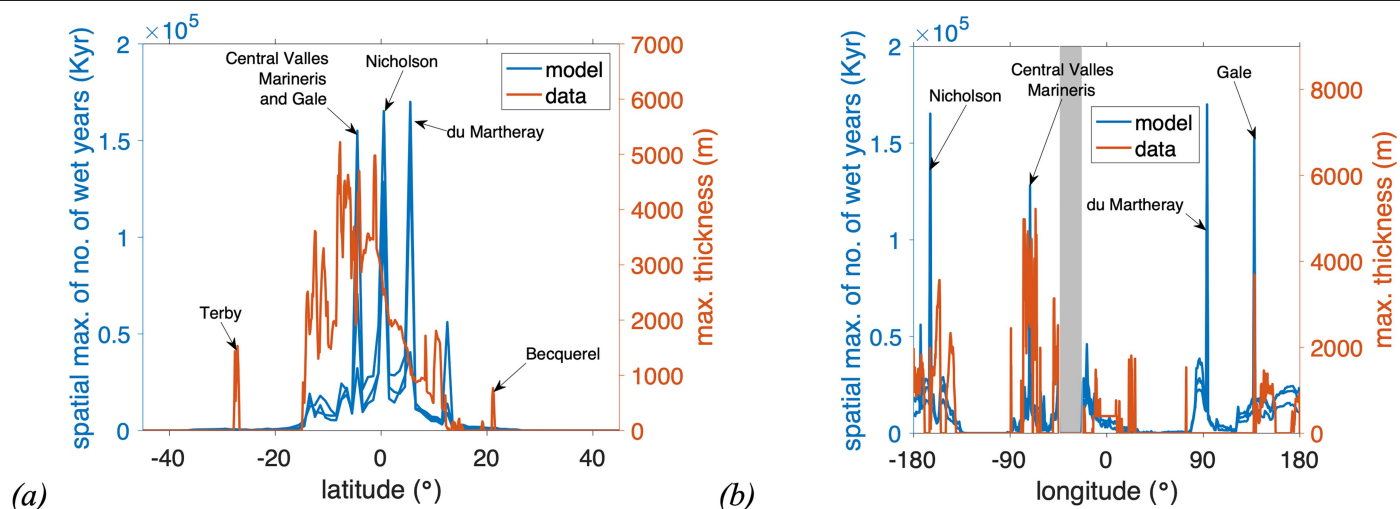 ×10^5
2
1.5
1
0.5
0
spatial max. of no. of wet years (Kyr)
7000
6000
5000
4000
3000
2000
1000
0
max. thickness (m)
Central Valles
Marineris
and Gale
Nicholson
du Martheray
Terby
Becquerel
model
data
-40
-20
0
20
40
latitude (°)
(a)
×10^5
2
1.5
1
0.5
0
spatial max. of no. of wet years (Kyr)
8000
6000
4000
2000
0
max. thickness (m)
Nicholson
Central Valles
Marineris
Gale
du Martheray
model
data
-180
-90
0
90
180
longitude (°)
(b)